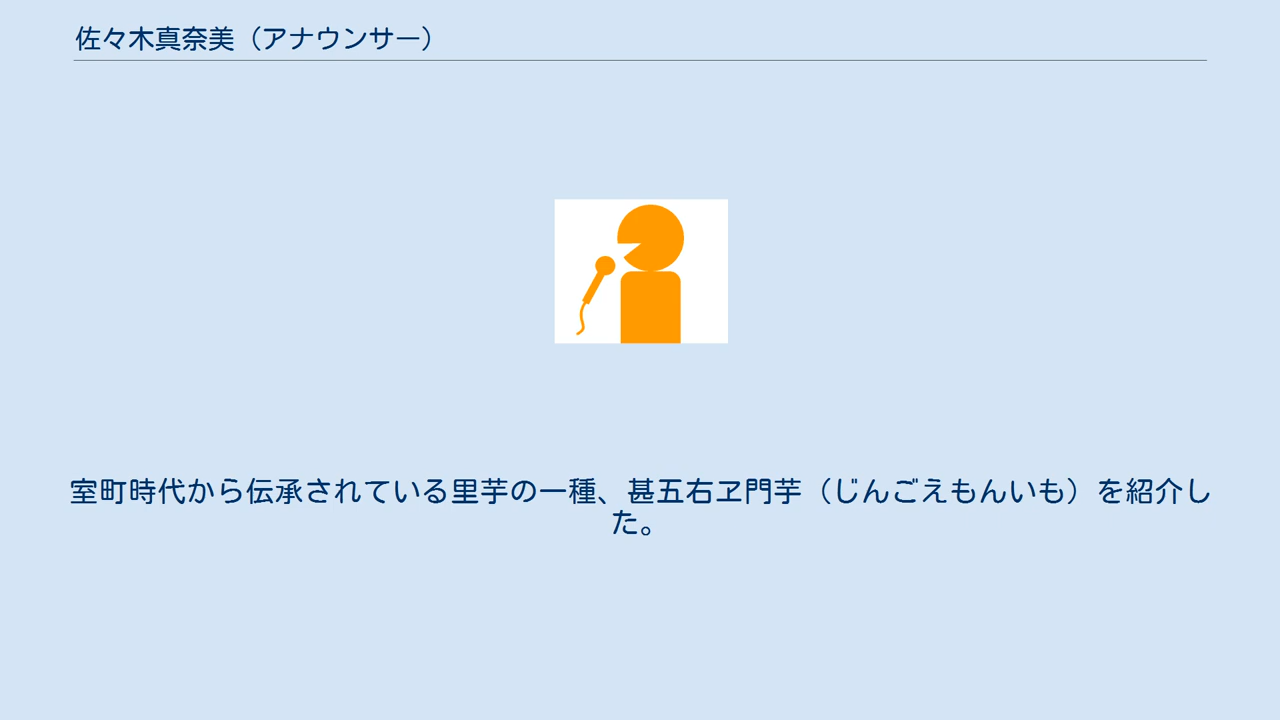 佐々木真奈美（アナウンサー）
室町時代から伝承されている里芋の一種、甚五右ヱ門芋（じんごえもんいも）を紹介し
た。